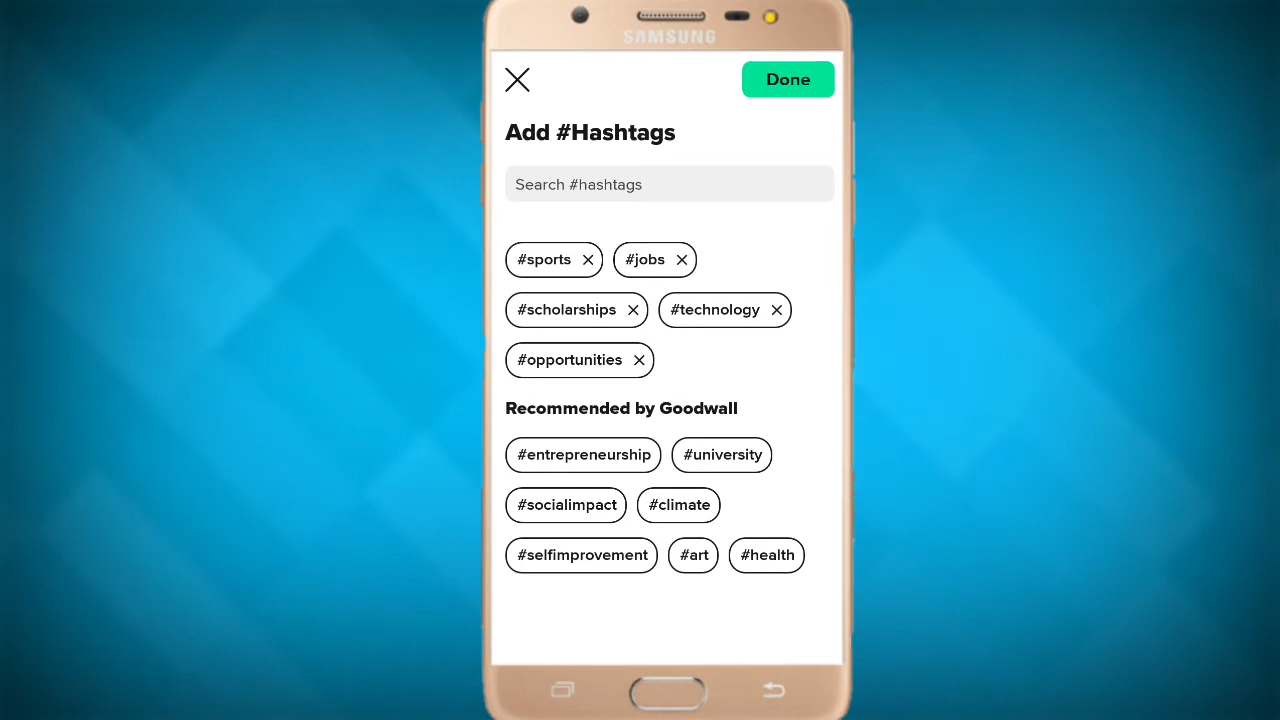 SAMSUNG
Done
Add #Hashtags
Search #hashtags
#sports #jobs
#scholarships #technology
#opportunities
Recommended by Goodwall
#entrepreneurship #university
#socialimpact #climate
#selfimprovement #art #health